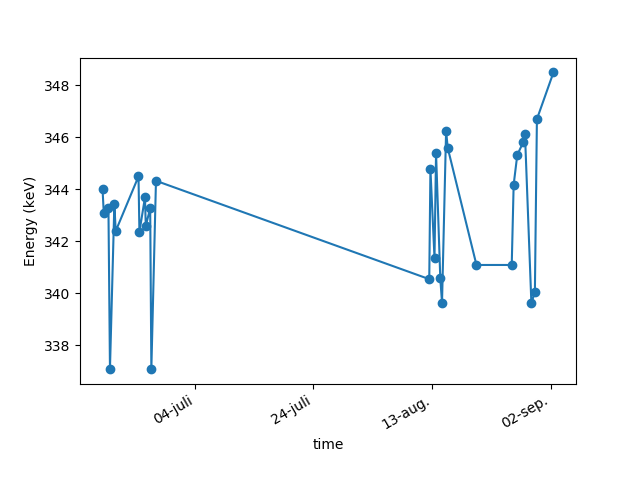 348
346
344
342
340
338
Energy (keV)
04-juli
24-juli
13-aug.
02-sep.
time